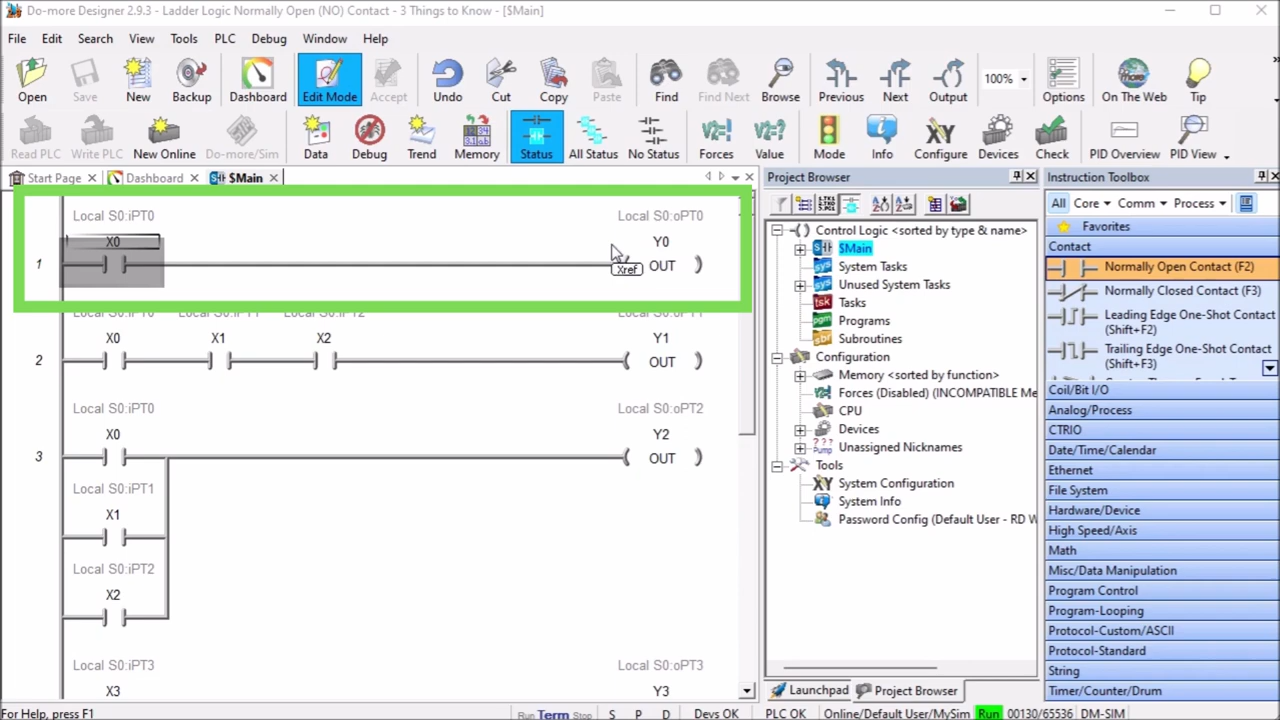 Do-more Designer 2.9.3 - Ladder Logic Normally Open (NO) Contact - 3 Things to Know - [$Main]
File Edit Search View Tools PLC Debug Window Help
Open Save New Backup Dashboard Edit Mode Accept Undo Cut Copy Paste Find Find Next Browse Previous Next Output 100% Options On The Web Tip
Read PLC Write PLC New Online Do-more/Sim Data Debug Trend Memory Status All Status No Status Forces Value Mode Info Configure Devices Check PID Overview PID View
Start Page Dashboard $Main
Local S0:iPT0 Local S0:oPT0
X0 Y0
1 OUT
Xref
Local S0:oPT1
X0 X1 X2 Y1
2 OUT
Local S0:iPT0 Local S0:oPT2
X0 Y2
3 OUT
Local S0:iPT1
X1
Local S0:iPT2
X2
Local S0:iPT3 Local S0:oPT3
X3 Y3
Project Browser
Control Logic <sorted by type & name>
$Main
System Tasks
Unused System Tasks
Tasks
Programs
Subroutines
Configuration
Memory <sorted by function>
Forces (Disabled) (INCOMPATIBLE Me
CPU
Devices
Unassigned Nicknames
Tools
System Configuration
System Info
Password Config (Default User - RD W
Launchpad Project Browser
Instruction Toolbox
All Core Comm Process
Favorites
Contact
Normally Open Contact (F2)
Normally Closed Contact (F3)
Leading Edge One-Shot Contact
(Shift+F2)
Trailing Edge One-Shot Contact
(Shift+F3)
Coil/Bit I/O
Analog/Process
CTRIO
Date/Time/Calendar
Ethernet
File System
Hardware/Device
High Speed/Axis
Math
Misc/Data Manipulation
Program Control
Program-Looping
Protocol-Custom/ASCII
Protocol-Standard
String
Timer/Counter/Drum
For Help, press F1 Run Term Stop S P D Devs OK PLC OK Online/Default User/MySim Run 00130/65536 DM-SIM